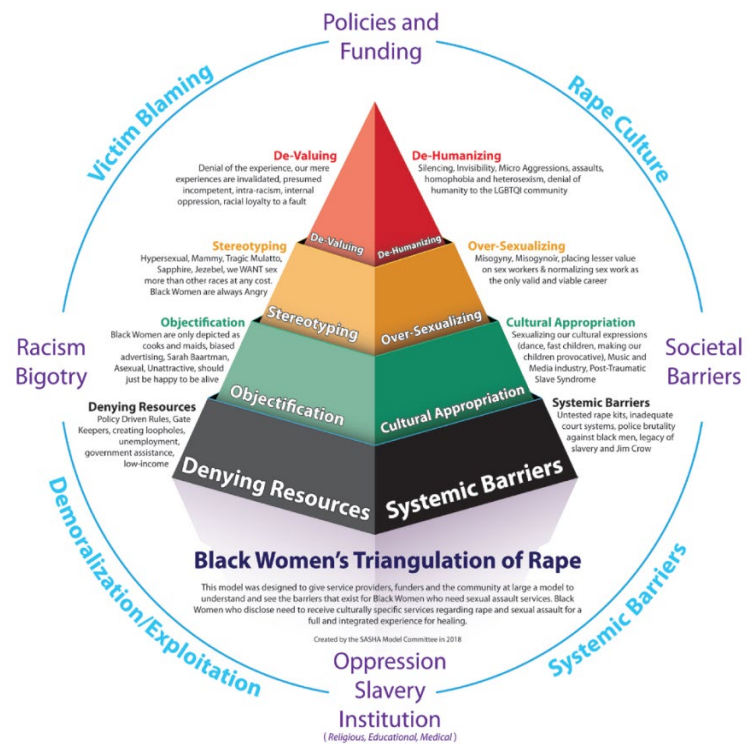 Policies and
Funding
Victim Blaming
Rape Culture
De-Valuing
Denial of the experience, our mere
experiences are invalidated, presumed
incompetent, intra-racism, internal
oppression, racial loyalty to a fault
De-Humanizing
Silencing, Invisibility, Micro Aggressions, assaults,
homophobia and heterosexism, denial of
humanity to the LGBTQI community
De-Valuing
De-Humanizing
Stereotyping
Hypersexual, Mammy, Tragic Mulatto,
Sapphire, Jezebel, we WANT sex
more than other races at any cost.
Black Women are always Angry
Over-Sexualizing
Misogyny, Misogynoir, placing lesser value
on sex workers & normalizing sex work as
the only valid and viable career
Stereotyping
Over-Sexualizing
Objectification
Black Women are only depicted as
cooks and maids, biased
advertising, Sarah Baartman,
Asexual, Unattractive, should
just be happy to be alive
Cultural Appropriation
Sexualizing our cultural expressions
(dance, fast children, making our
children provocative), Music and
Media industry, Post-Traumatic
Slave Syndrome
Racism
Bigotry
Societal
Barriers
Objectification
Cultural Appropriation
Denying Resources
Policy Driven Rules, Gate
Keepers, creating loopholes,
unemployment,
government assistance,
low-income
Systemic Barriers
Untested rape kits, inadequate
court systems, police brutality
against black men, legacy of
slavery and Jim Crow
Denying Resources
Systemic Barriers
Demoralization/Exploitation
Systemic Barriers
Black Women's Triangulation of Rape
This model was designed to give service providers, funders and the community at large a model to
understand and see the barriers that exist for Black Women who need sexual assault services. Black
Women who disclose need to receive culturally specific services regarding rape and sexual assault for a
full and integrated experience for healing.
Created by the SASHA Model Committee in 2018
Oppression
Slavery
Institution
( Religious, Educational, Medical )